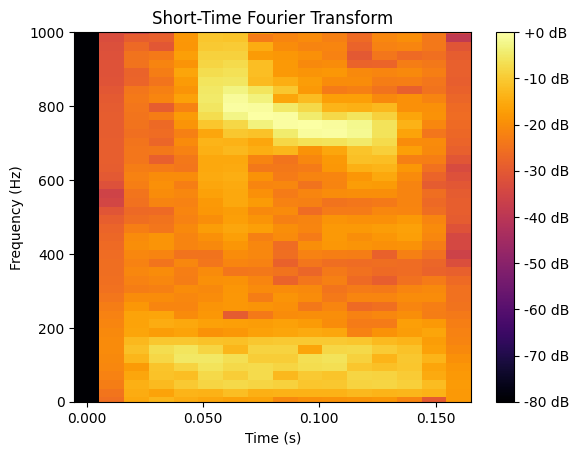 Short-Time Fourier Transform
Frequency (Hz)
1000
800
600
400
200
0
0.000
0.050
0.100
0.150
Time (s)
+0 dB
-10 dB
-20 dB
-30 dB
-40 dB
-50 dB
-60 dB
-70 dB
-80 dB